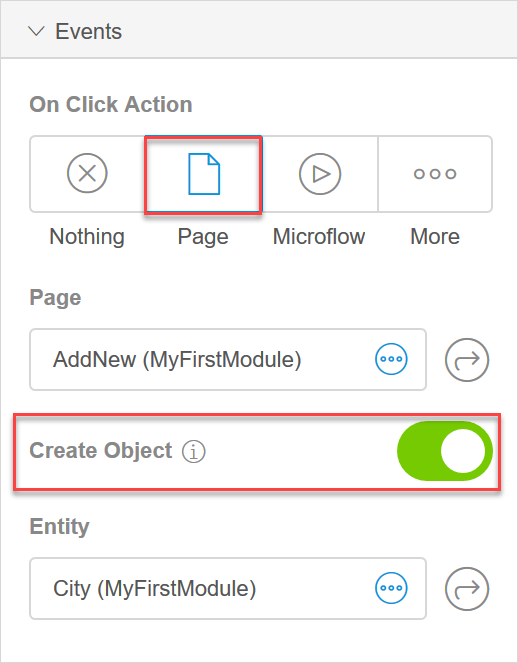 Events
On Click Action
Nothing Page Microflow More
Page
AddNew (MyFirstModule)
Create Object
Entity
City (MyFirstModule)